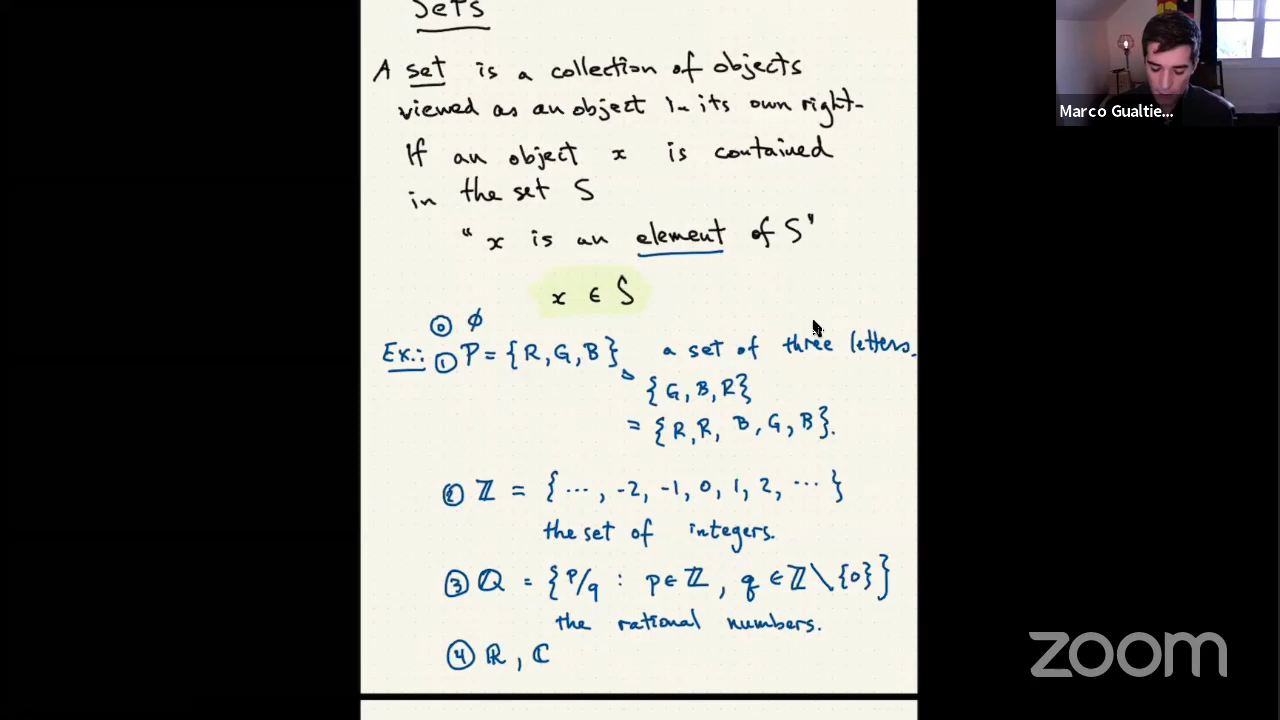 Sets
A set is a collection of objects
viewed as an object in its own right.
If an object x is contained
in the set S
" x is an element of S"
x ∈ S
⓪ ∅
Ex.: ① P = {R, G, B} a set of three letters.
{G, B, R}
= {R, R, B, G, B}.
② ℤ = {..., -2, -1, 0, 1, 2, ... }
the set of integers.
③ ℚ = {p/q : p ∈ ℤ, q ∈ ℤ \ {0}}
the rational numbers.
④ ℝ, ℂ
Marco Gualtie...
zoom